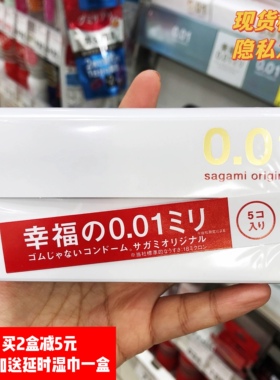 现货
隐私
0.0
sagami origin
幸福の0.01ミリ
ゴムじゃないコンドーム、サガミオリジナル
5コ
入り
买2盒减5元
加送延时湿巾一盒